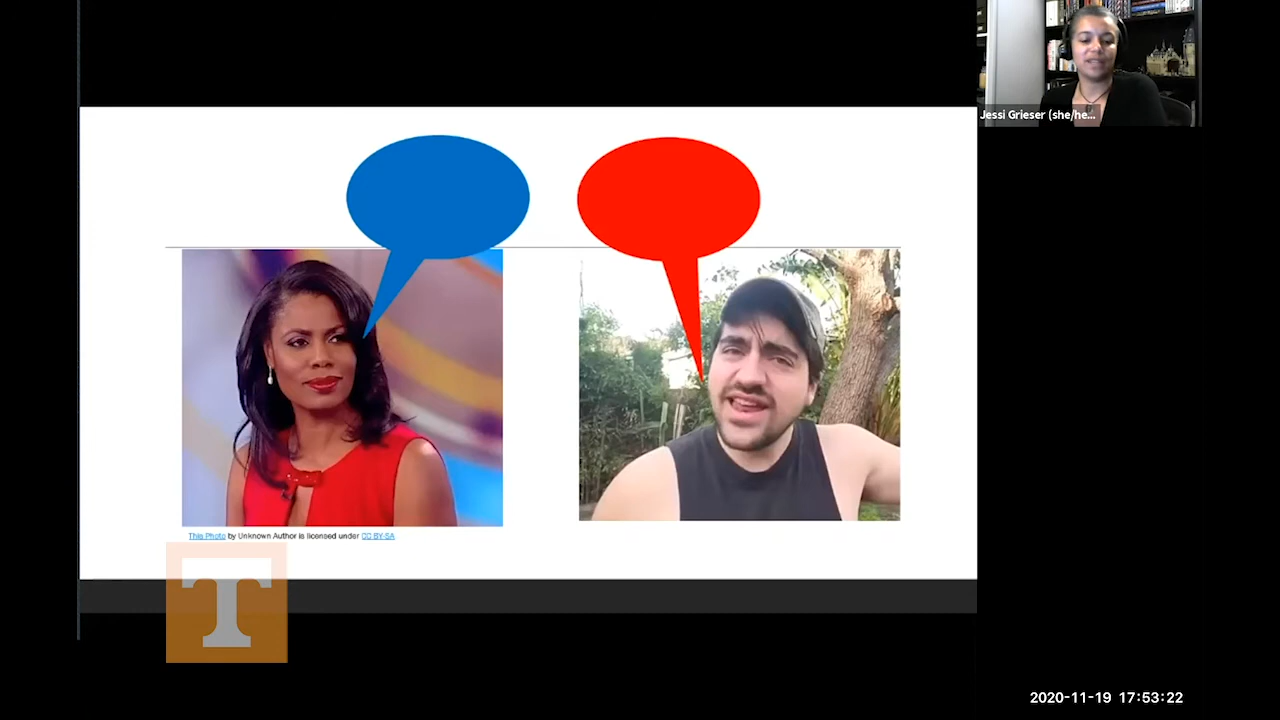 Jessi Grieser (she/he...
This Photo by Unknown Author is licensed under CC BY-SA
T
2020-11-19 17:53:22